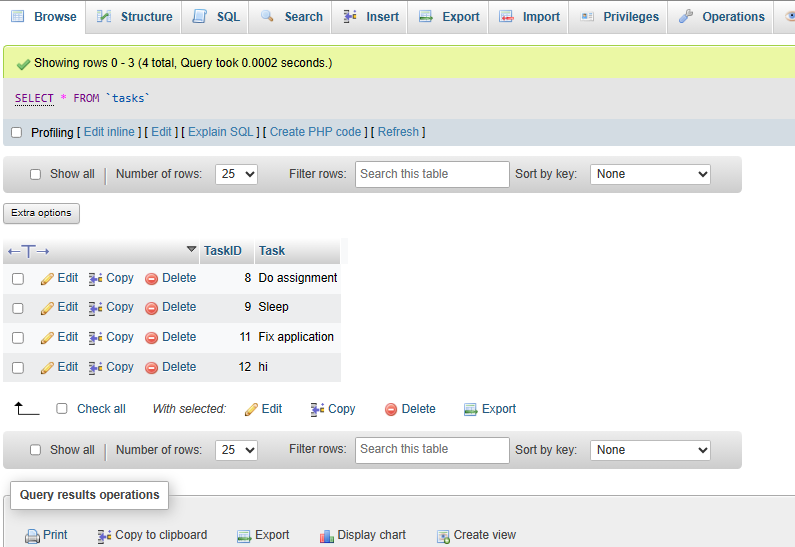 Browse Structure SQL Search Insert Export Import Privileges Operations
Showing rows 0 - 3 (4 total, Query took 0.0002 seconds.)
SELECT * FROM `tasks`
Profiling [ Edit inline ] [ Edit ] [ Explain SQL ] [ Create PHP code ] [ Refresh ]
Show all Number of rows: 25 Filter rows: Search this table Sort by key: None
Extra options
TaskID Task
Edit Copy Delete 8 Do assignment
Edit Copy Delete 9 Sleep
Edit Copy Delete 11 Fix application
Edit Copy Delete 12 hi
Check all With selected: Edit Copy Delete Export
Show all Number of rows: 25 Filter rows: Search this table Sort by key: None
Query results operations
Print Copy to clipboard Export Display chart Create view